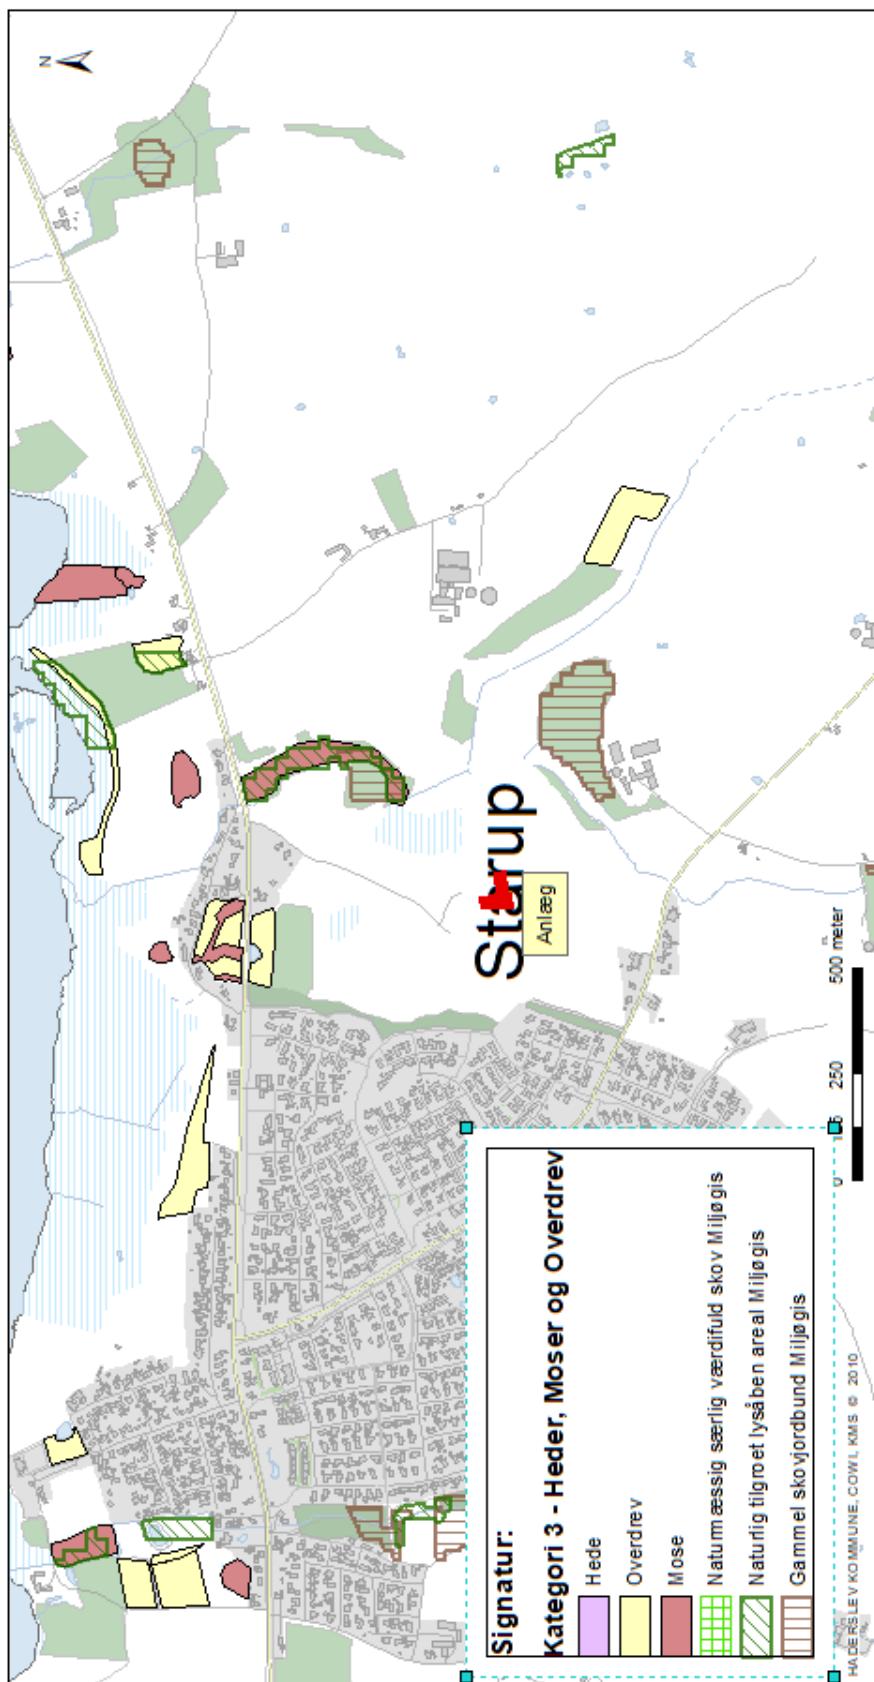 N
Starup
Anlæg
Signatur:
Kategori 3 - Heder, Moser og Overdrev
Hede
Overdrev
Mose
Naturmæssig særlig værdifuld skov Miljøgis
Naturlig tilgroet lysåben areal Miljøgis
Gammel skovjordbund Miljøgis
0 250 500 meter
HADERSLEV KOMMUNE, COWI, KMS © 2010